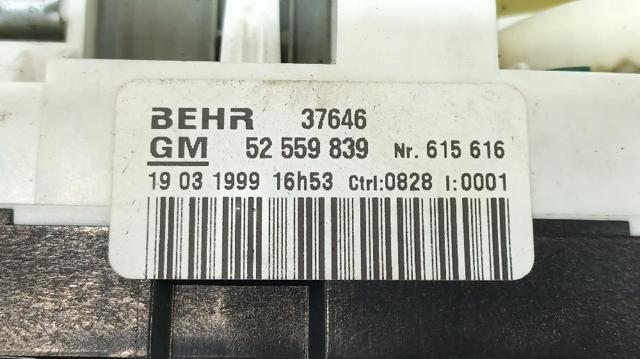 BEHR 37646
GM 52 559 839 Nr. 615 616
19 03 1999 16h53 Ctrl:0828 I:0001